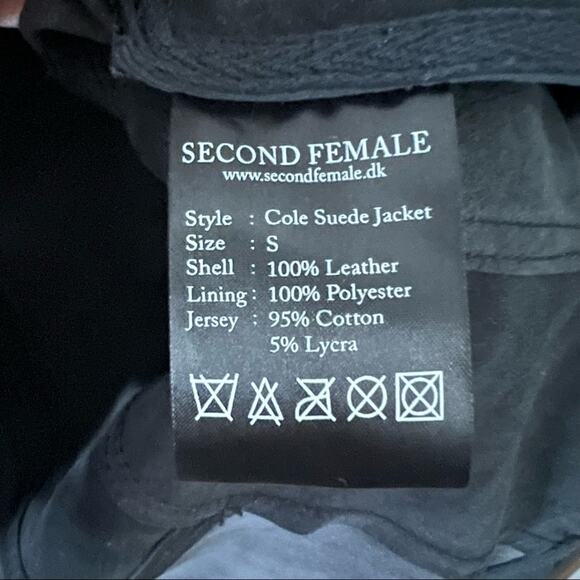 SECOND FEMALE
www.secondfemale.dk
Style : Cole Suede Jacket
Size : S
Shell : 100% Leather
Lining : 100% Polyester
Jersey : 95% Cotton
5% Lycra